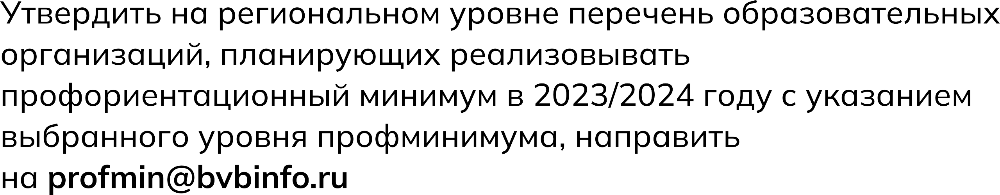 Утвердить на региональном уровне перечень образовательных
организаций, планирующих реализовывать
профориентационный минимум в 2023/2024 году с указанием
выбранного уровня профминимума, направить
на profmin@bvbinfo.ru